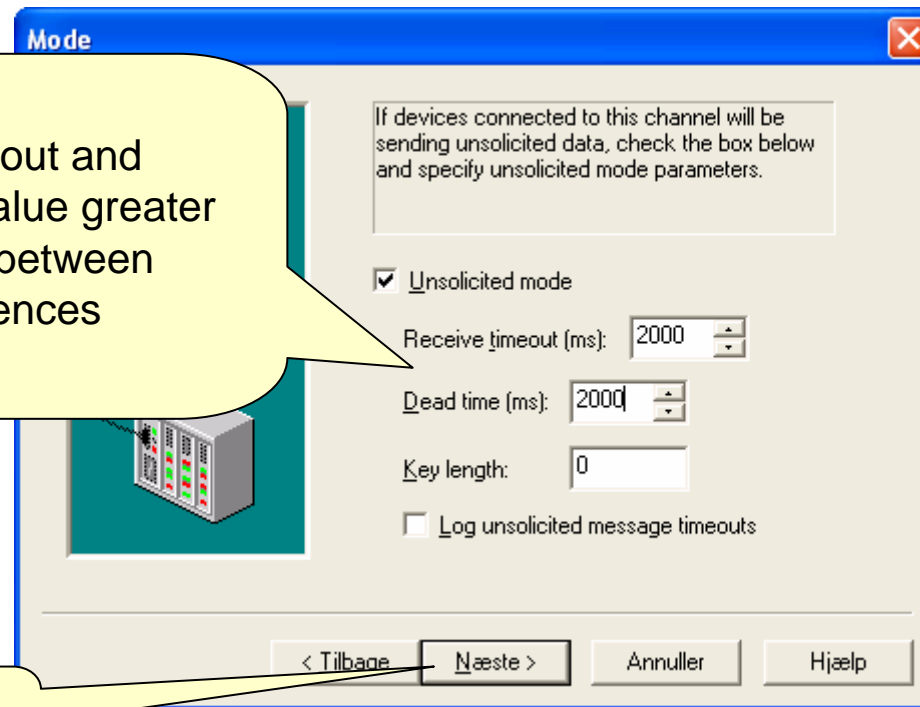 Mode
out and
alue greater
between
ences
If devices connected to this channel will be
sending unsolicited data, check the box below
and specify unsolicited mode parameters.
Unsolicited mode
Receive timeout (ms): 2000
Dead time (ms): 2000
Key length: 0
Log unsolicited message timeouts
< Tilbage Næste > Annuller Hjælp